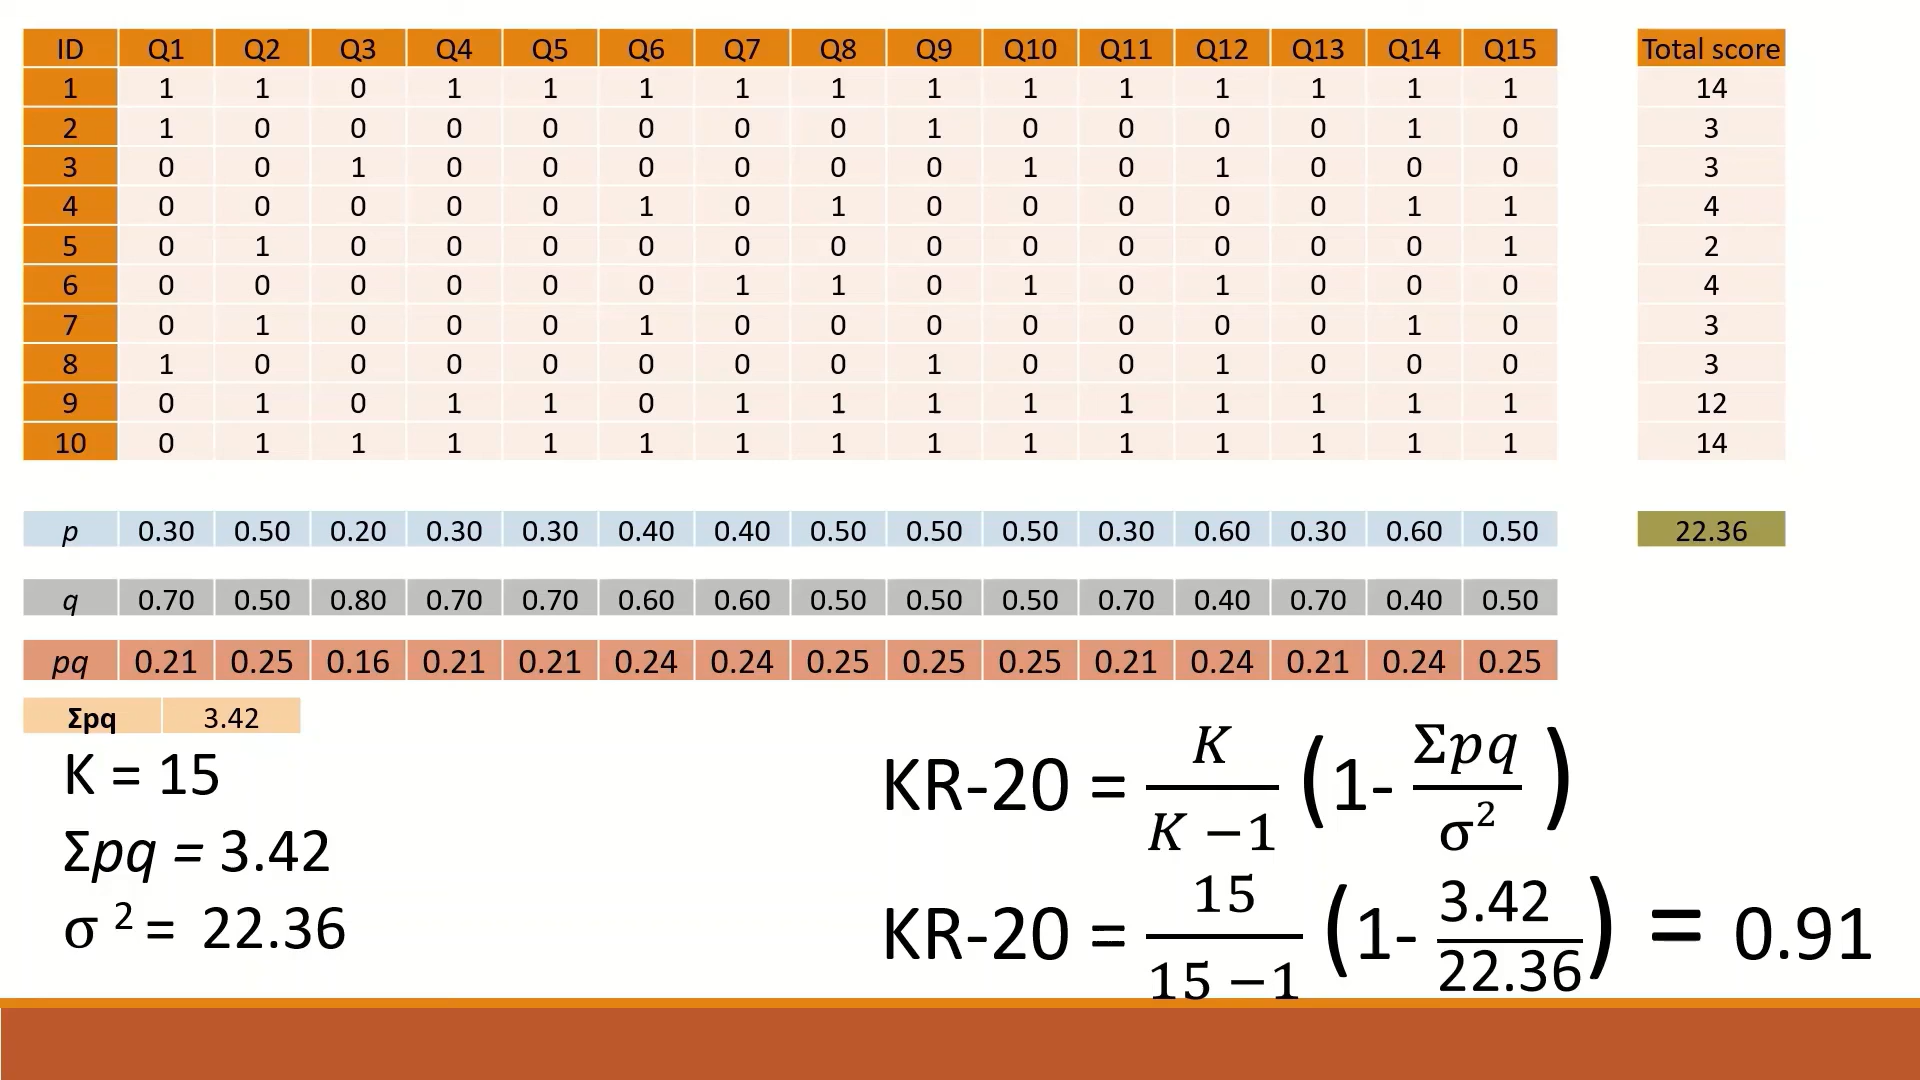 ID Q1 Q2 Q3 Q4 Q5 Q6 Q7 Q8 Q9 Q10 Q11 Q12 Q13 Q14 Q15 Total score
1 1 1 0 1 1 1 1 1 1 1 1 1 1 1 1 14
2 1 0 0 0 0 0 0 0 1 0 0 0 0 1 0 3
3 0 0 1 0 0 0 0 0 0 1 0 1 0 0 0 3
4 0 0 0 0 0 1 0 1 0 0 0 0 0 1 1 4
5 0 1 0 0 0 0 0 0 0 0 0 0 0 0 1 2
6 0 0 0 0 0 0 1 1 0 1 0 1 0 0 0 4
7 0 1 0 0 0 1 0 0 0 0 0 0 0 1 0 3
8 1 0 0 0 0 0 0 0 1 0 0 1 0 0 0 3
9 0 1 0 1 1 0 1 1 1 1 1 1 1 1 1 12
10 0 1 1 1 1 1 1 1 1 1 1 1 1 1 1 14
p 0.30 0.50 0.20 0.30 0.30 0.40 0.40 0.50 0.50 0.50 0.30 0.60 0.30 0.60 0.50 22.36
q 0.70 0.50 0.80 0.70 0.70 0.60 0.60 0.50 0.50 0.50 0.70 0.40 0.70 0.40 0.50
pq 0.21 0.25 0.16 0.21 0.21 0.24 0.24 0.25 0.25 0.25 0.21 0.24 0.21 0.24 0.25
Σpq 3.42
K = 15
Σpq = 3.42
σ ² = 22.36
KR-20 = K / K −1 (1- Σpq / σ²)
KR-20 = 15 / 15 −1 (1- 3.42 / 22.36) = 0.91